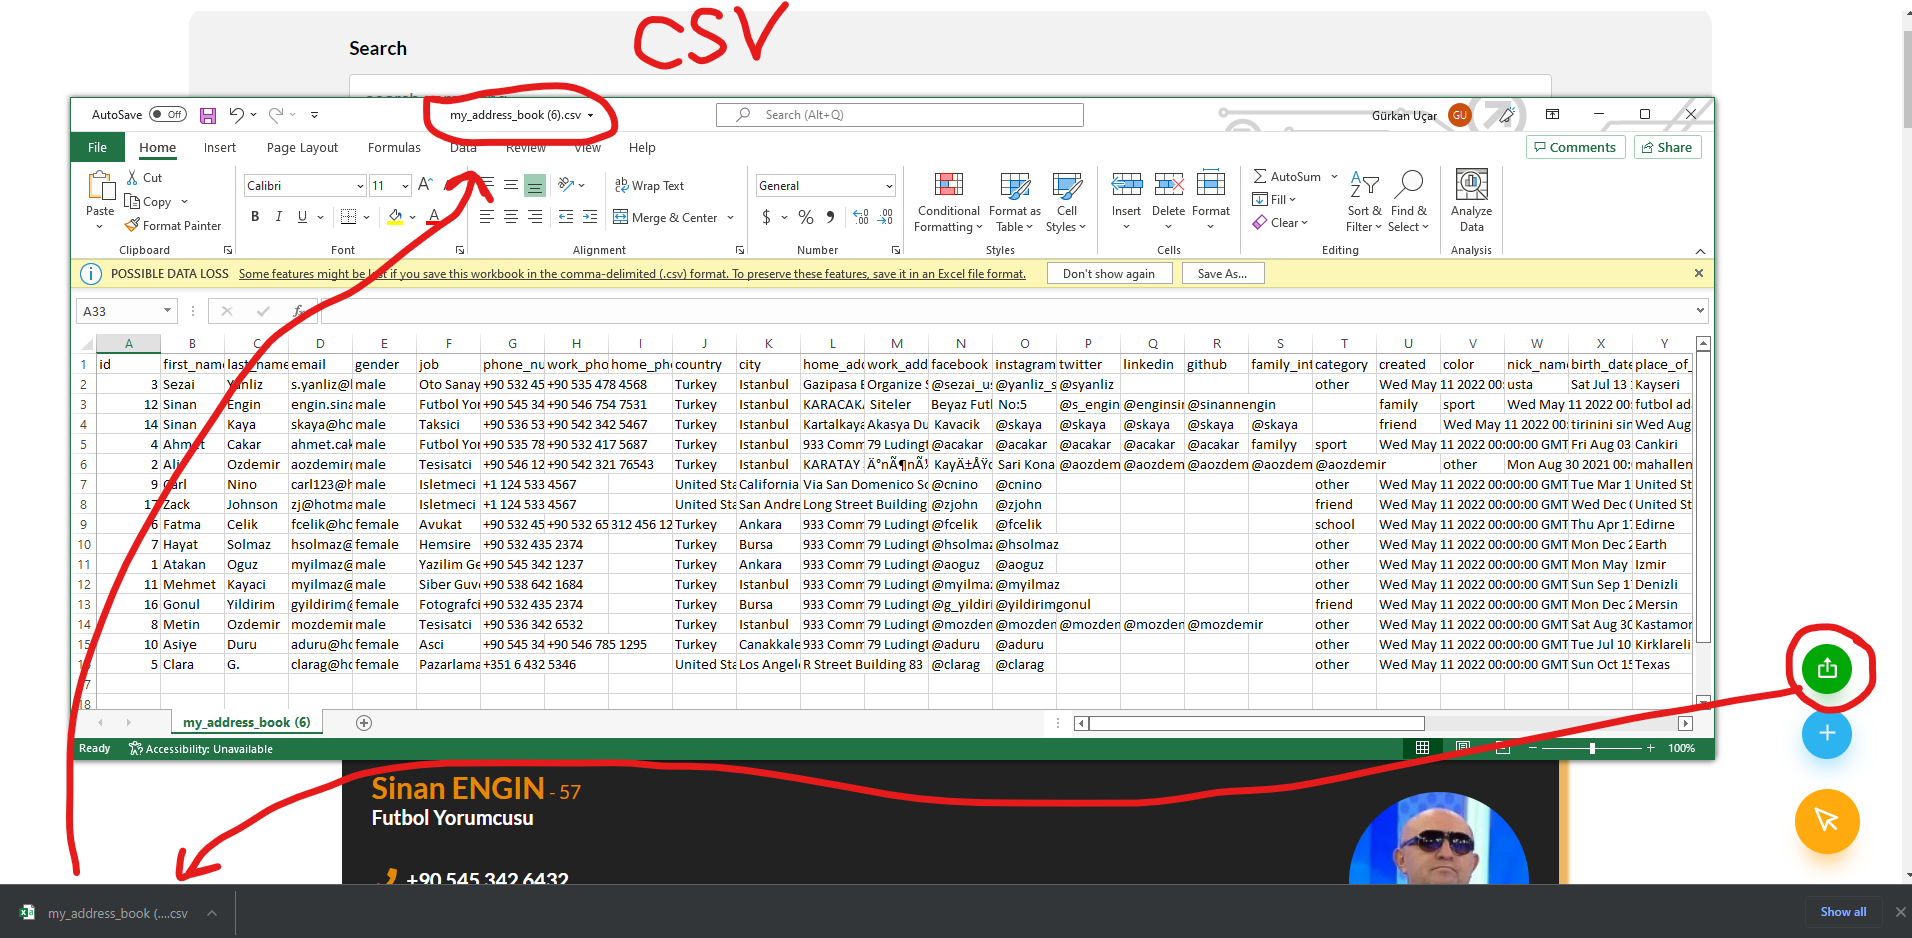 CSV
Search
AutoSave Off my_address_book (6).csv Search (Alt+Q) Gürkan Uçar GU
File Home Insert Page Layout Formulas Data Review View Help Comments Share
Paste Cut Copy Format Painter
Clipboard
Calibri 11
B I U A
Font
Wrap Text
Merge & Center
Alignment
General
$ % 9
Number
Conditional Formatting Format as Table Cell Styles
Styles
Insert Delete Format
Cells
AutoSum Fill Clear Sort & Filter Find & Select
Editing
Analyze Data
Analysis
POSSIBLE DATA LOSS Some features might be lost if you save this workbook in the comma-delimited (.csv) format. To preserve these features, save it in an Excel file format. Don't show again Save As...
A33
A B C D E F G H I J K L M N O P Q R S T U V W X Y
1 id first_name last_name email gender job phone_nu work_pho home_pho country city home_add work_add facebook instagram twitter linkedin github family_int category created color nick_name birth_date place_of_
2 3 Sezai Yanliz s.yanliz@l male Oto Sanay +90 532 45 +90 535 478 4568 Turkey Istanbul Gazipasa B Organize S @sezai_us @yanliz_s @syanliz other Wed May 11 2022 00: usta Sat Jul 13 Kayseri
3 12 Sinan Engin engin.sina male Futbol Yor +90 545 34 +90 546 754 7531 Turkey Istanbul KARACAK Siteler Beyaz Futl No:5 @s_engin @enginsin @sinannengin family sport Wed May 11 2022 00: futbol ad
4 14 Sinan Kaya skaya@ho male Taksici +90 536 53 +90 542 342 5467 Turkey Istanbul Kartalkaya Akasya Du Kavacik @skaya @skaya @skaya @skaya @skaya friend Wed May 11 2022 00: tirinini sin Wed Aug
5 4 Ahmet Cakar ahmet.cak male Futbol Yor +90 535 78 +90 532 417 5687 Turkey Istanbul 933 Comm 79 Ludingt @acakar @acakar @acakar @acakar @acakar familyy sport Wed May 11 2022 00:00:00 GMT Fri Aug 03 Cankiri
6 2 Ali Ozdemir aozdemir@ male Tesisatci +90 546 12 +90 542 321 76543 Turkey Istanbul KARATAY Ä°nÃ¶nÃ¼ KayÄ±ÅŸc Sari Kona @aozdem @aozdem @aozdem @aozdem @aozdemir other Mon Aug 30 2021 00: mahallen
7 9 Carl Nino carl123@h male Isletmeci +1 124 533 4567 United Sta California Via San Domenico Sc @cnino @cnino other Wed May 11 2022 00:00:00 GMT Tue Mar 1 United St
8 17 Zack Johnson zj@hotma male Isletmeci +1 124 533 4567 United Sta San Andre Long Street Building @zjohn @zjohn friend Wed May 11 2022 00:00:00 GMT Wed Dec United St
9 6 Fatma Celik fcelik@ho female Avukat +90 532 45 +90 532 65 312 456 12 Turkey Ankara 933 Comm 79 Ludingt @fcelik @fcelik school Wed May 11 2022 00:00:00 GMT Thu Apr 17 Edirne
10 7 Hayat Solmaz hsolmaz@ female Hemsire +90 532 435 2374 Turkey Bursa 933 Comm 79 Ludingt @hsolmaz @hsolmaz other Wed May 11 2022 00:00:00 GMT Mon Dec 2 Earth
11 1 Atakan Oguz myilmaz@ male Yazilim Ge +90 545 342 1237 Turkey Ankara 933 Comm 79 Ludingt @aoguz @aoguz other Wed May 11 2022 00:00:00 GMT Mon May Izmir
12 11 Mehmet Kayaci myilmaz@ male Siber Guv +90 538 642 1684 Turkey Istanbul 933 Comm 79 Ludingt @myilmaz @myilmaz other Wed May 11 2022 00:00:00 GMT Sun Sep 1 Denizli
13 16 Gonul Yildirim gyildirim@ female Fotografci +90 532 435 2374 Turkey Bursa 933 Comm 79 Ludingt @g_yildiri @yildirimgonul friend Wed May 11 2022 00:00:00 GMT Mon Dec 2 Mersin
14 8 Metin Ozdemir mozdemir male Tesisatci +90 536 342 6532 Turkey Istanbul 933 Comm 79 Ludingt @mozdem @mozdem @mozdem @mozdem @mozdemir other Wed May 11 2022 00:00:00 GMT Sat Aug 30 Kastamor
15 10 Asiye Duru aduru@ho female Asci +90 545 34 +90 546 785 1295 Turkey Canakkale 933 Comm 79 Ludingt @aduru @aduru other Wed May 11 2022 00:00:00 GMT Tue Jul 10 Kirklareli
5 Clara G. clarag@ho female Pazarlama +351 6 432 5346 United Sta Los Angel R Street Building 83 @clarag @clarag other Wed May 11 2022 00:00:00 GMT Sun Oct 15 Texas
18
my_address_book (6)
Ready Accessibility: Unavailable 100%
Sinan ENGIN - 57
Futbol Yorumcusu
+90 545 342 6432
my_address_book (....csv Show all